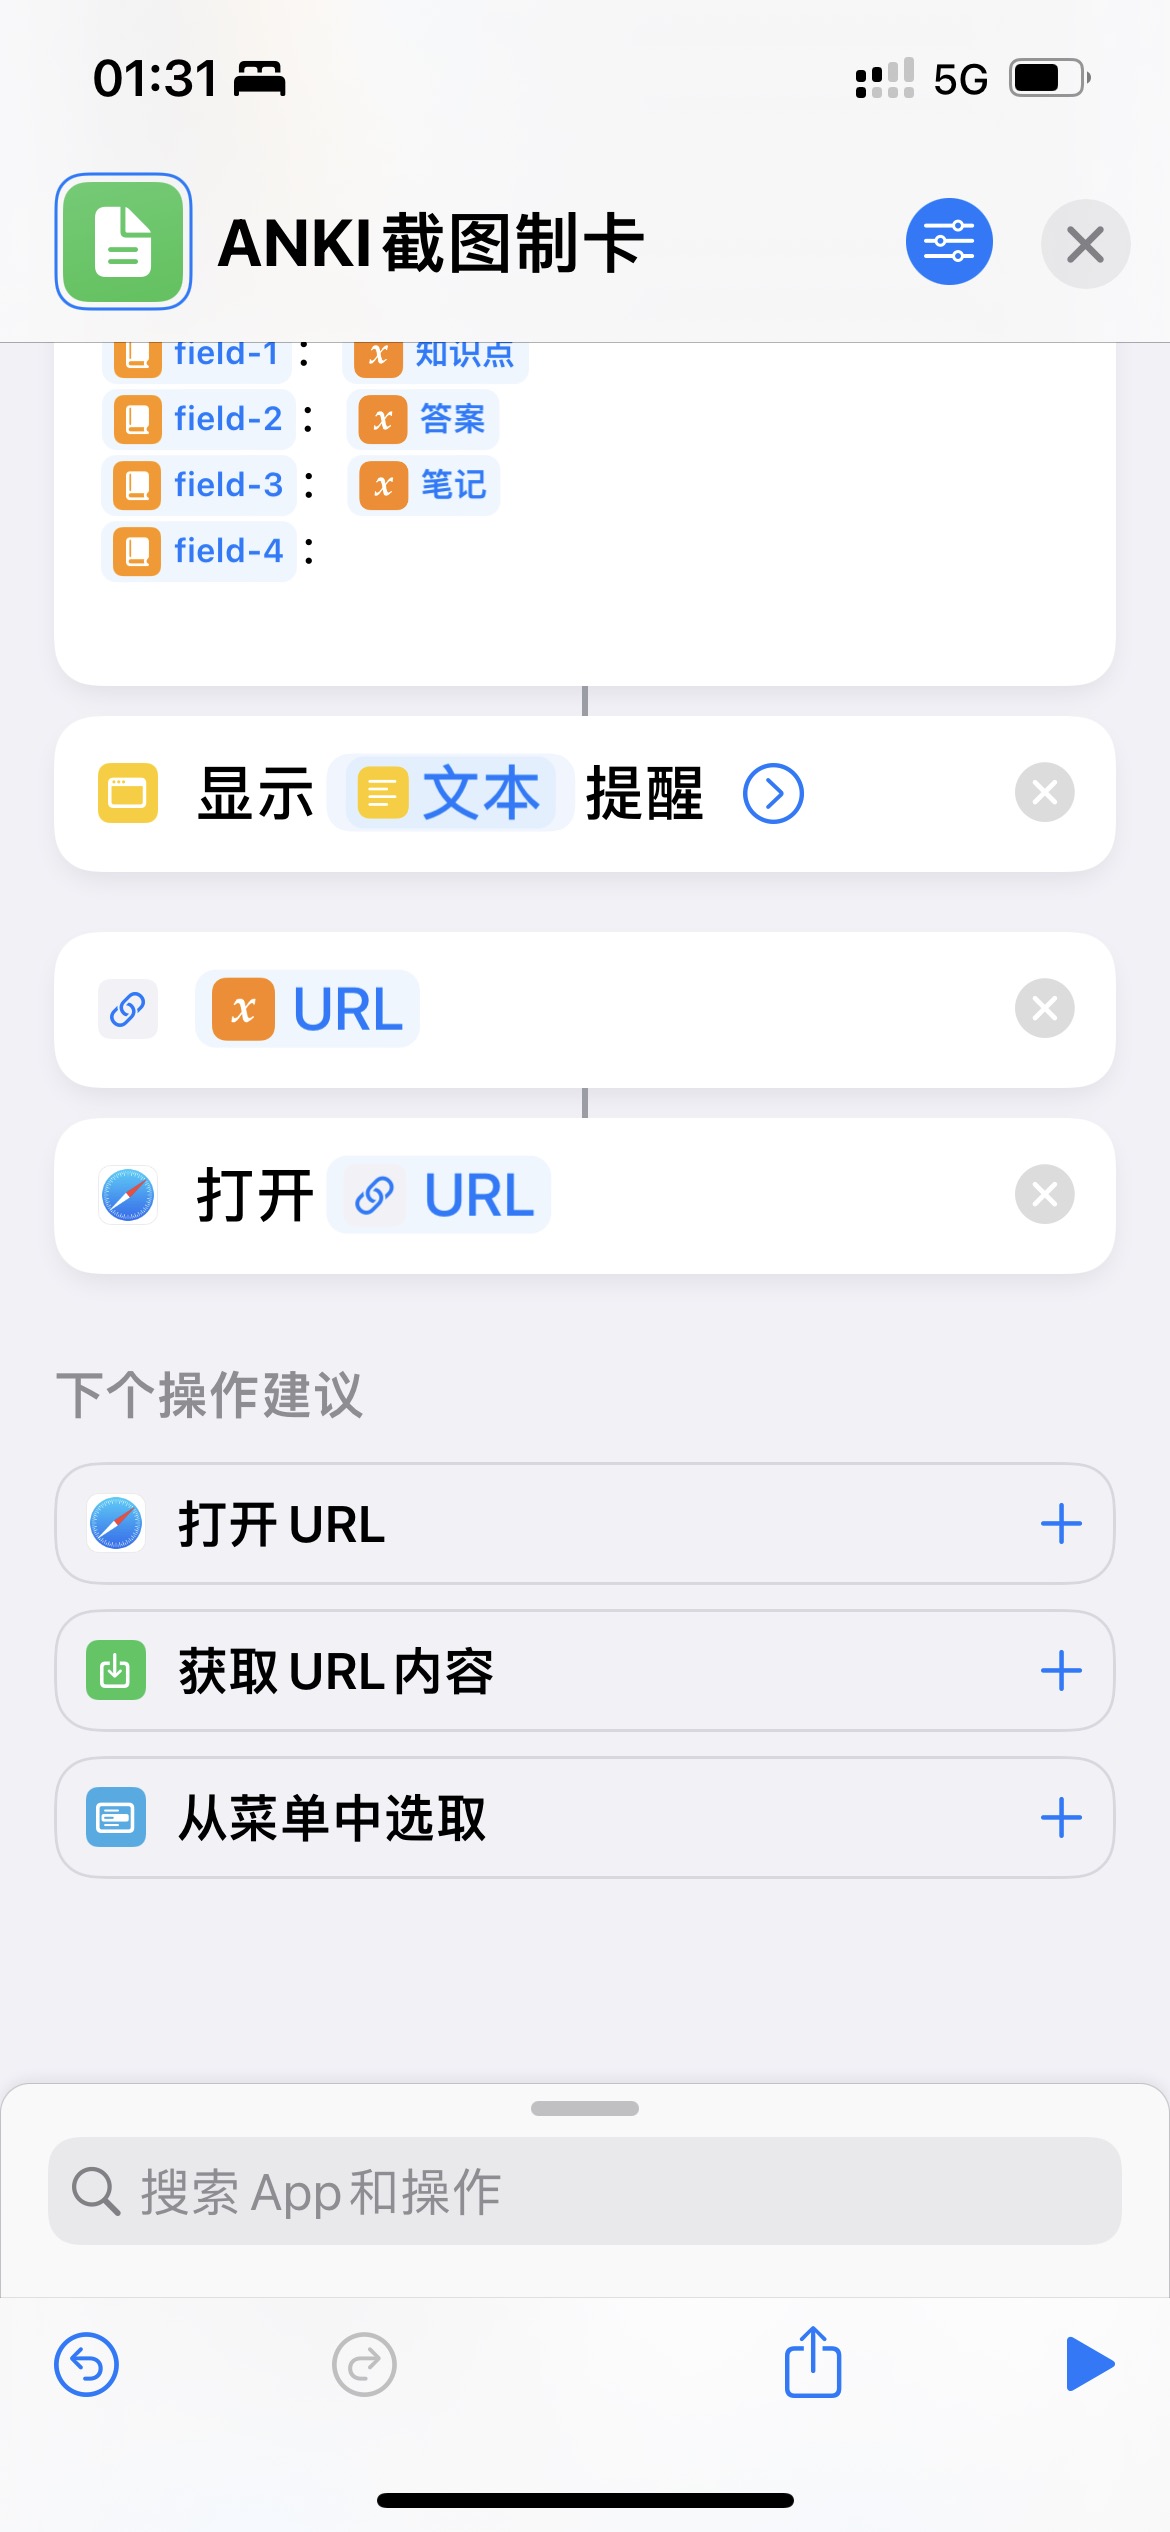 01:31
5G
ANKI截图制卡
field-1： 知识点
field-2： 答案
field-3： 笔记
field-4：
显示 文本 提醒
URL
打开 URL
下个操作建议
打开 URL
获取 URL 内容
从菜单中选取
搜索 App 和操作